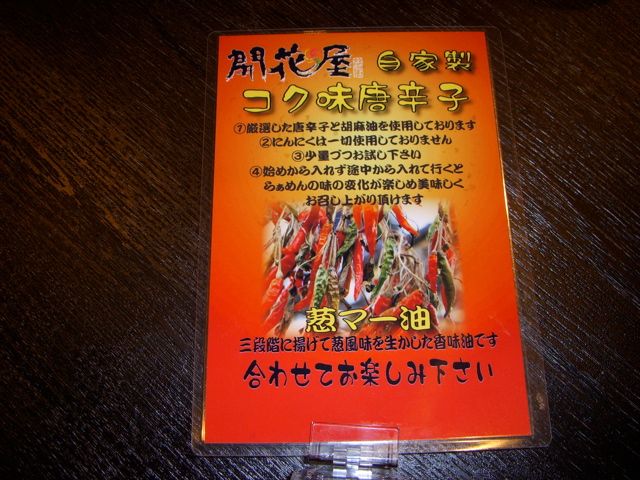 開花屋 自家製
コク味唐辛子
①厳選した唐辛子と胡麻油を使用しております
②にんにくは一切使用しておりません
③少量づつお試し下さい
④始めから入れず途中から入れて行くと
らぁめんの味の変化が楽しめ美味しく
お召し上がり頂けます
葱マー油
三段階に揚げて葱風味を生かした香味油です
合わせてお楽しみ下さい